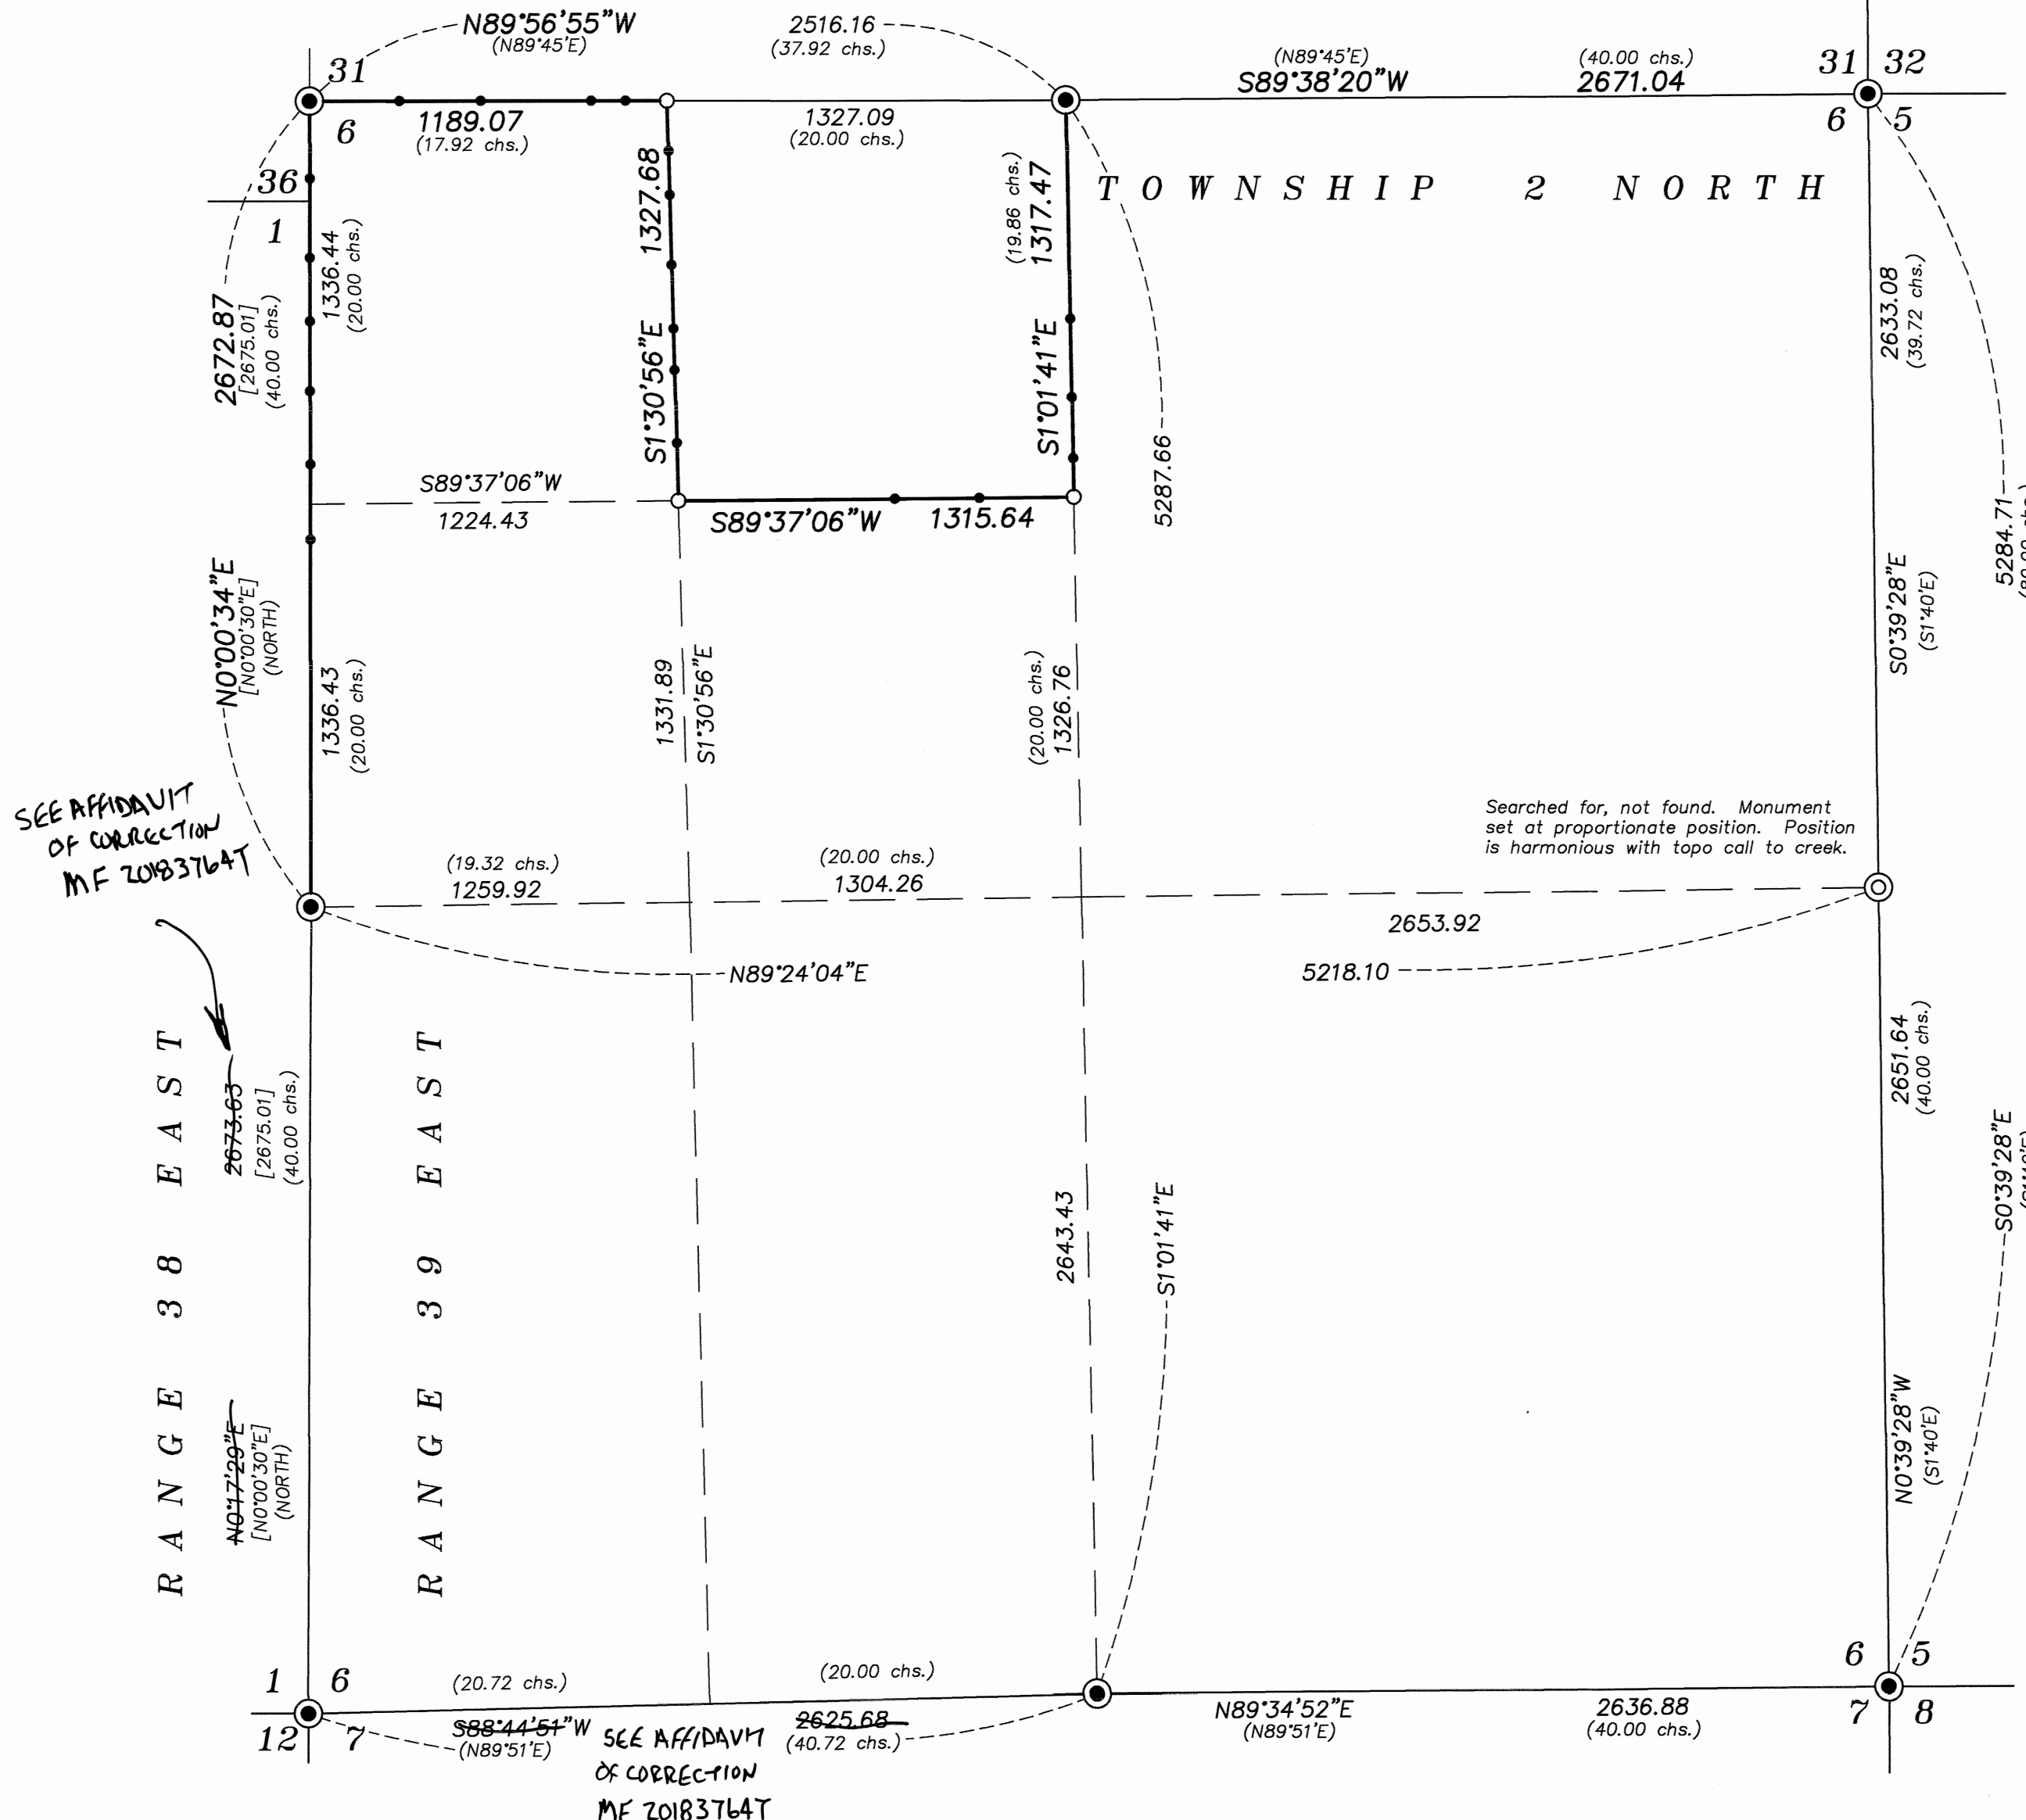 N89°56'55"W
(N89°45'E)
2516.16
(37.92 chs.)
(N89°45'E)
S89°38'20"W
(40.00 chs.)
2671.04
31
31
32
6
6
5
1189.07
(17.92 chs.)
1327.09
(20.00 chs.)
36
1
TOWNSHIP 2 NORTH
1336.44
(20.00 chs.)
2672.87
[2675.01]
(40.00 chs.)
1327.68
S1°30'56"E
(19.86 chs.)
1317.47
S1°01'41"E
5287.66
2633.08
(39.72 chs.)
5284.71
S89°37'06"W
1224.43
S89°37'06"W
1315.64
N0°00'34"E
[N0°00'30"E]
(NORTH)
1336.43
(20.00 chs.)
1331.89
S1°30'56"E
(20.00 chs.)
1326.76
S0°39'28"E
(S1°40'E)
SEE AFFIDAVIT
OF CORRECTION
MF 20183764T
Searched for, not found. Monument
set at proportionate position. Position
is harmonious with topo call to creek.
(19.32 chs.)
1259.92
(20.00 chs.)
1304.26
2653.92
N89°24'04"E
5218.10
RANGE 38 EAST
RANGE 39 EAST
2673.63
[2675.01]
(40.00 chs.)
N0°17'29"E
[N0°00'30"E]
(NORTH)
2643.43
S1°01'41"E
2651.64
(40.00 chs.)
N0°39'28"W
(S1°40'E)
S0°39'28"E
1
6
12
7
(20.72 chs.)
(20.00 chs.)
S88°44'51"W
(N89°51'E)
2625.68
(40.72 chs.)
SEE AFFIDAVIT
OF CORRECTION
MF 20183764T
N89°34'52"E
(N89°51'E)
2636.88
(40.00 chs.)
6
5
7
8